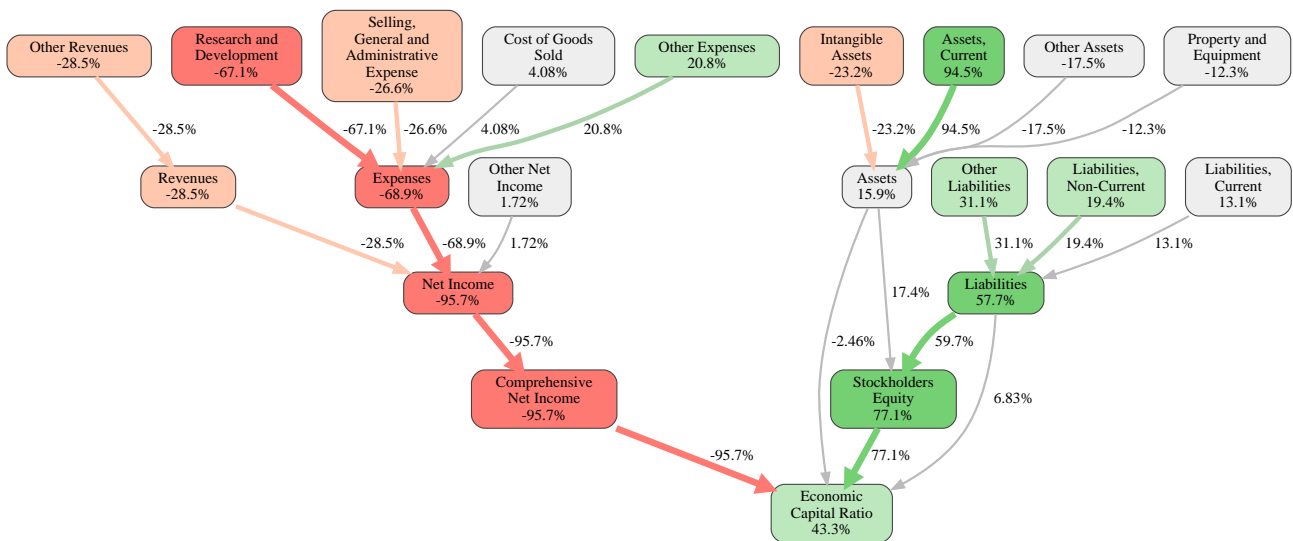 Other Revenues
-28.5%
Research and
Development
-67.1%
Selling,
General and
Administrative
Expense
-26.6%
Cost of Goods
Sold
4.08%
Other Expenses
20.8%
Intangible
Assets
-23.2%
Assets,
Current
94.5%
Other Assets
-17.5%
Property and
Equipment
-12.3%
-28.5%
-67.1%
-26.6%
4.08%
20.8%
-23.2%
94.5%
-17.5%
-12.3%
Revenues
-28.5%
Expenses
-68.9%
Other Net
Income
1.72%
Assets
15.9%
Other
Liabilities
31.1%
Liabilities,
Non-Current
19.4%
Liabilities,
Current
13.1%
-28.5%
-68.9%
1.72%
31.1%
19.4%
13.1%
Net Income
-95.7%
17.4%
Liabilities
57.7%
-95.7%
-2.46%
59.7%
Comprehensive
Net Income
-95.7%
Stockholders
Equity
77.1%
6.83%
-95.7%
77.1%
Economic
Capital Ratio
43.3%